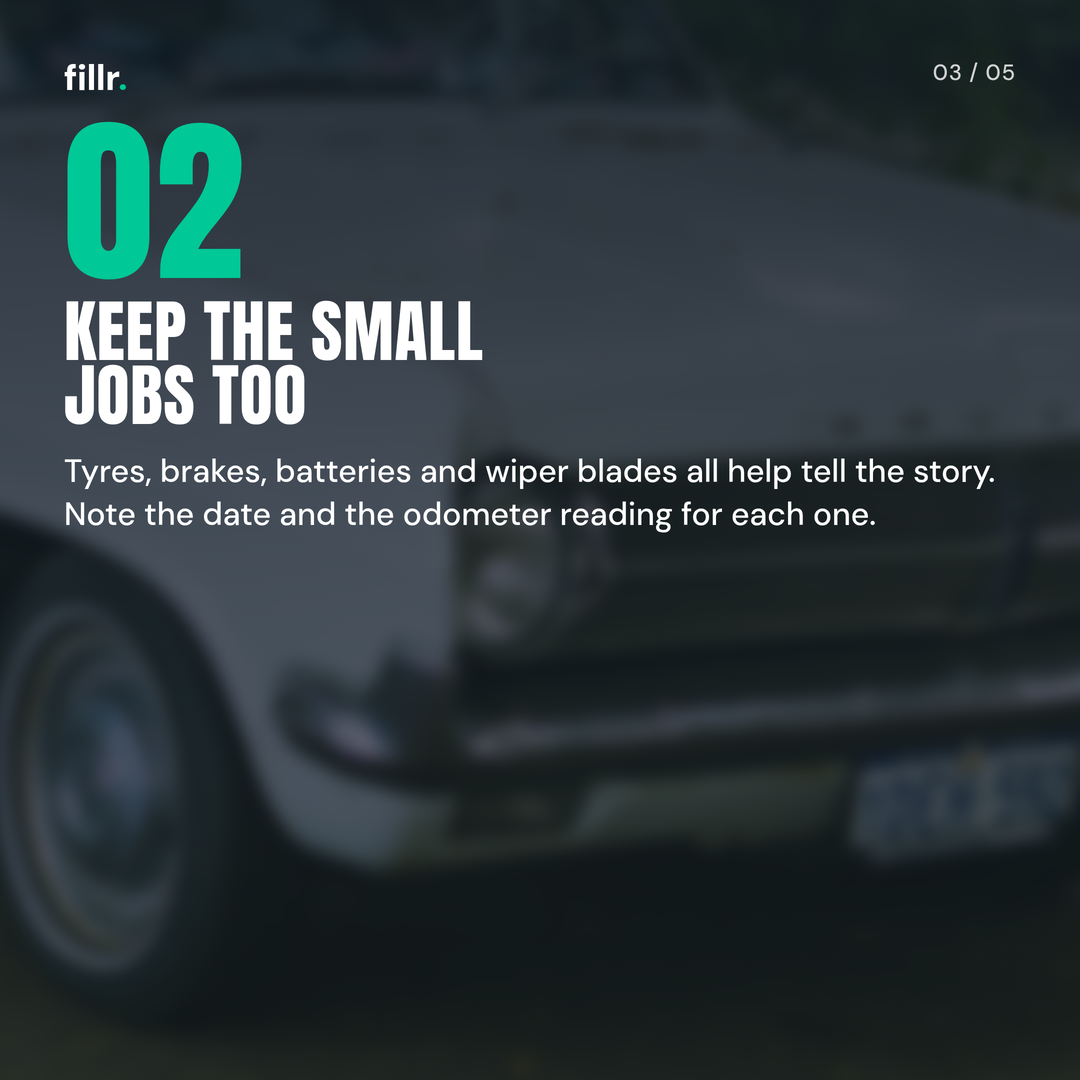 fillr.
03 / 05
02
KEEP THE SMALL
JOBS TOO
Tyres, brakes, batteries and wiper blades all help tell the story.
Note the date and the odometer reading for each one.